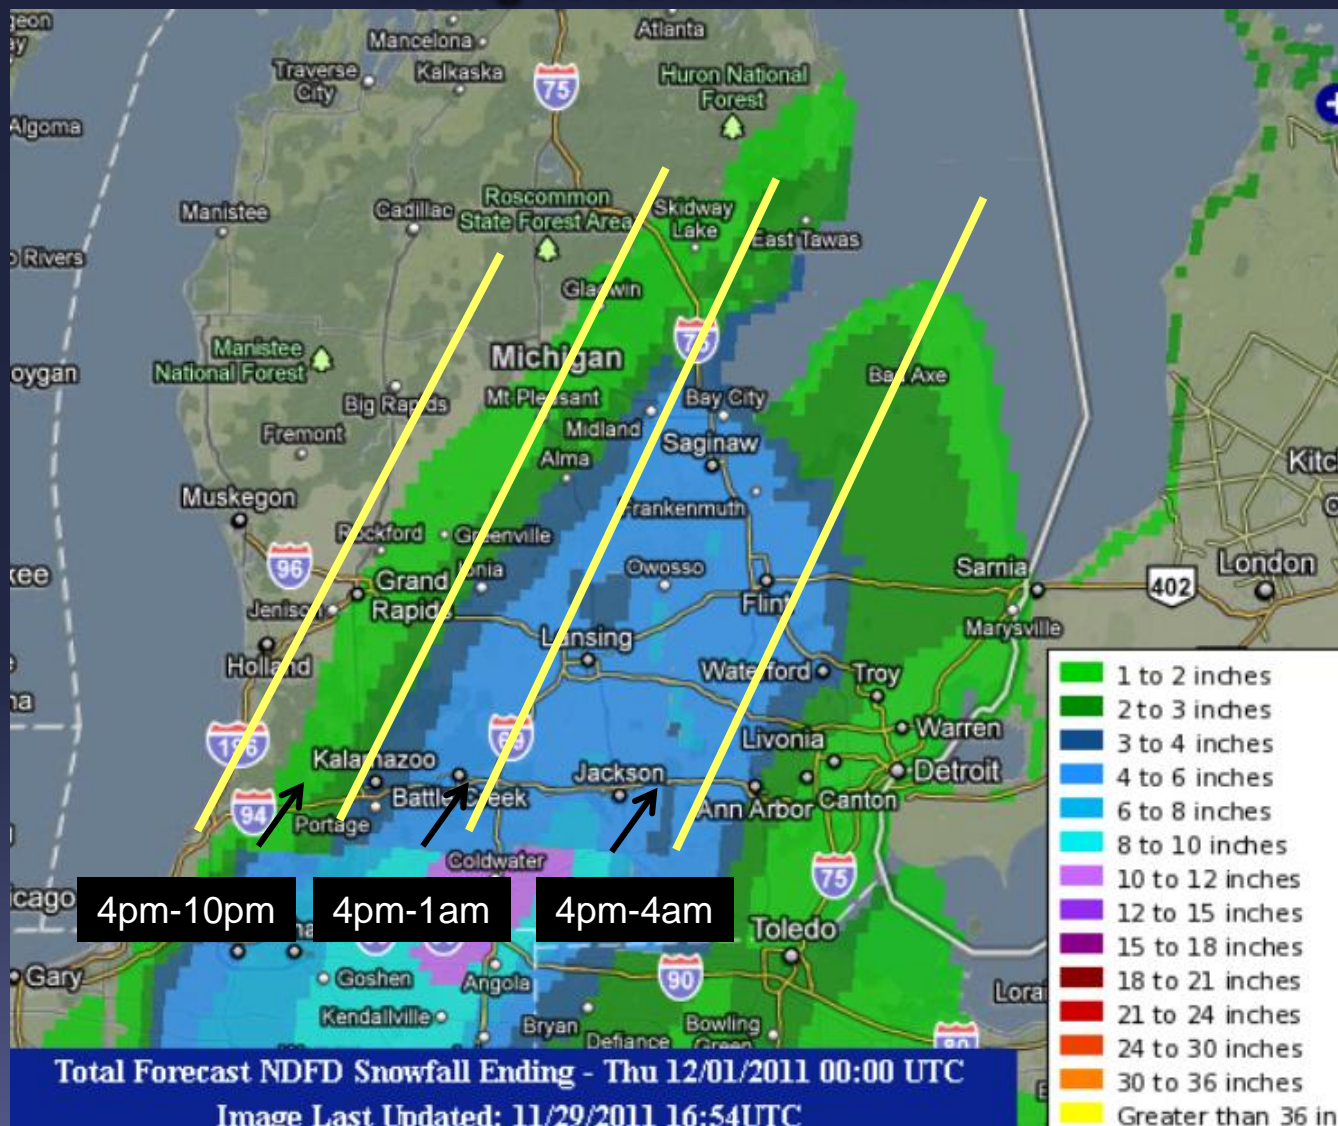 Atlanta
Mancelona
Traverse
City
Kalkaska
75
Huron National
Forest
Algoma
Manistee
Cadillac
Roscommon
State Forest Area
Skidway
Lake
East Tawas
Rivers
Gladwin
75
Michigan
Manistee
National Forest
oygan
Bad Axe
Big Rapids
Mt Pleasant
Bay City
Midland
Fremont
Saginaw
Alma
Kitc
Muskegon
Frankenmuth
Rockford
Greenville
96
kee
Grand
Rapids
Ionia
Owosso
Sarnia
London
402
Jenison
Flint
Marysville
Lansing
Holland
Waterford
Troy
na
196
69
Warren
Livonia
Kalamazoo
Jackson
Detroit
94
Battle Creek
Portage
Ann Arbor
Canton
Coldwater
75
icago
4pm-10pm
4pm-1am
4pm-4am
Toledo
Gary
Goshen
Angola
90
Lorai
Kendallville
Bryan
Bowling
Green
Defiance
80
1 to 2 inches
2 to 3 inches
3 to 4 inches
4 to 6 inches
6 to 8 inches
8 to 10 inches
10 to 12 inches
12 to 15 inches
15 to 18 inches
18 to 21 inches
21 to 24 inches
24 to 30 inches
30 to 36 inches
Greater than 36 in
Total Forecast NDFD Snowfall Ending - Thu 12/01/2011 00:00 UTC
Image Last Updated: 11/29/2011 16:54UTC